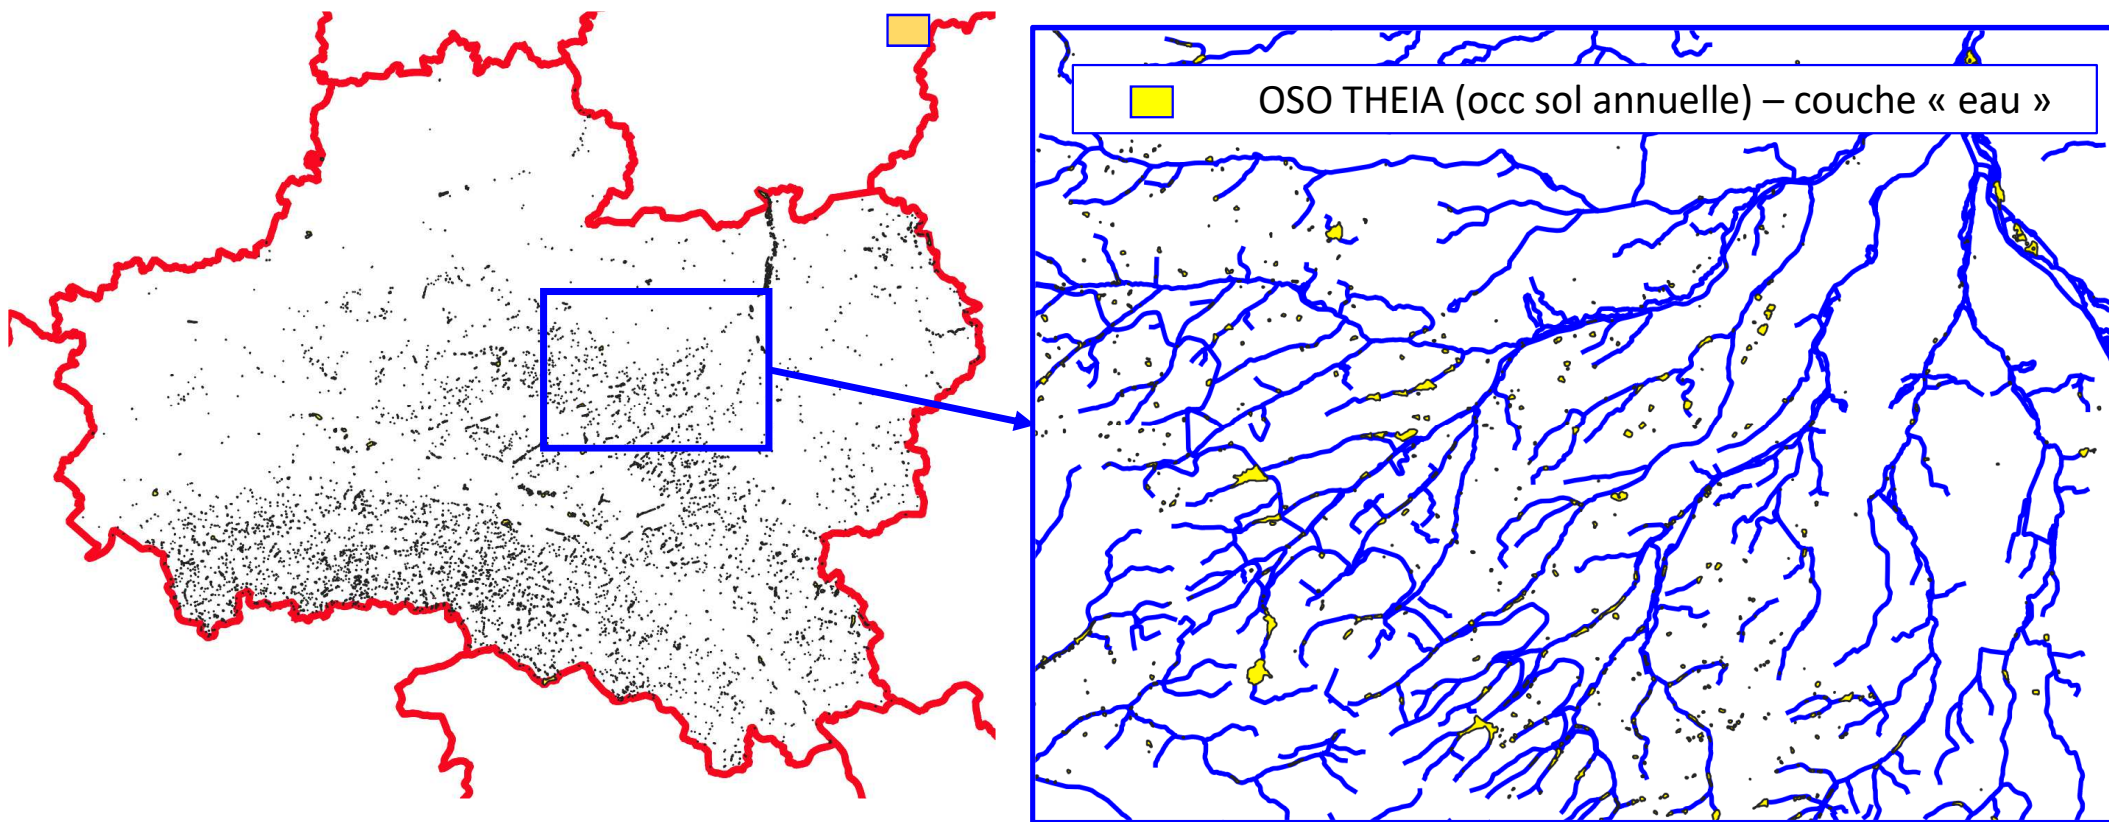 OSO THEIA (occ sol annuelle) – couche « eau »